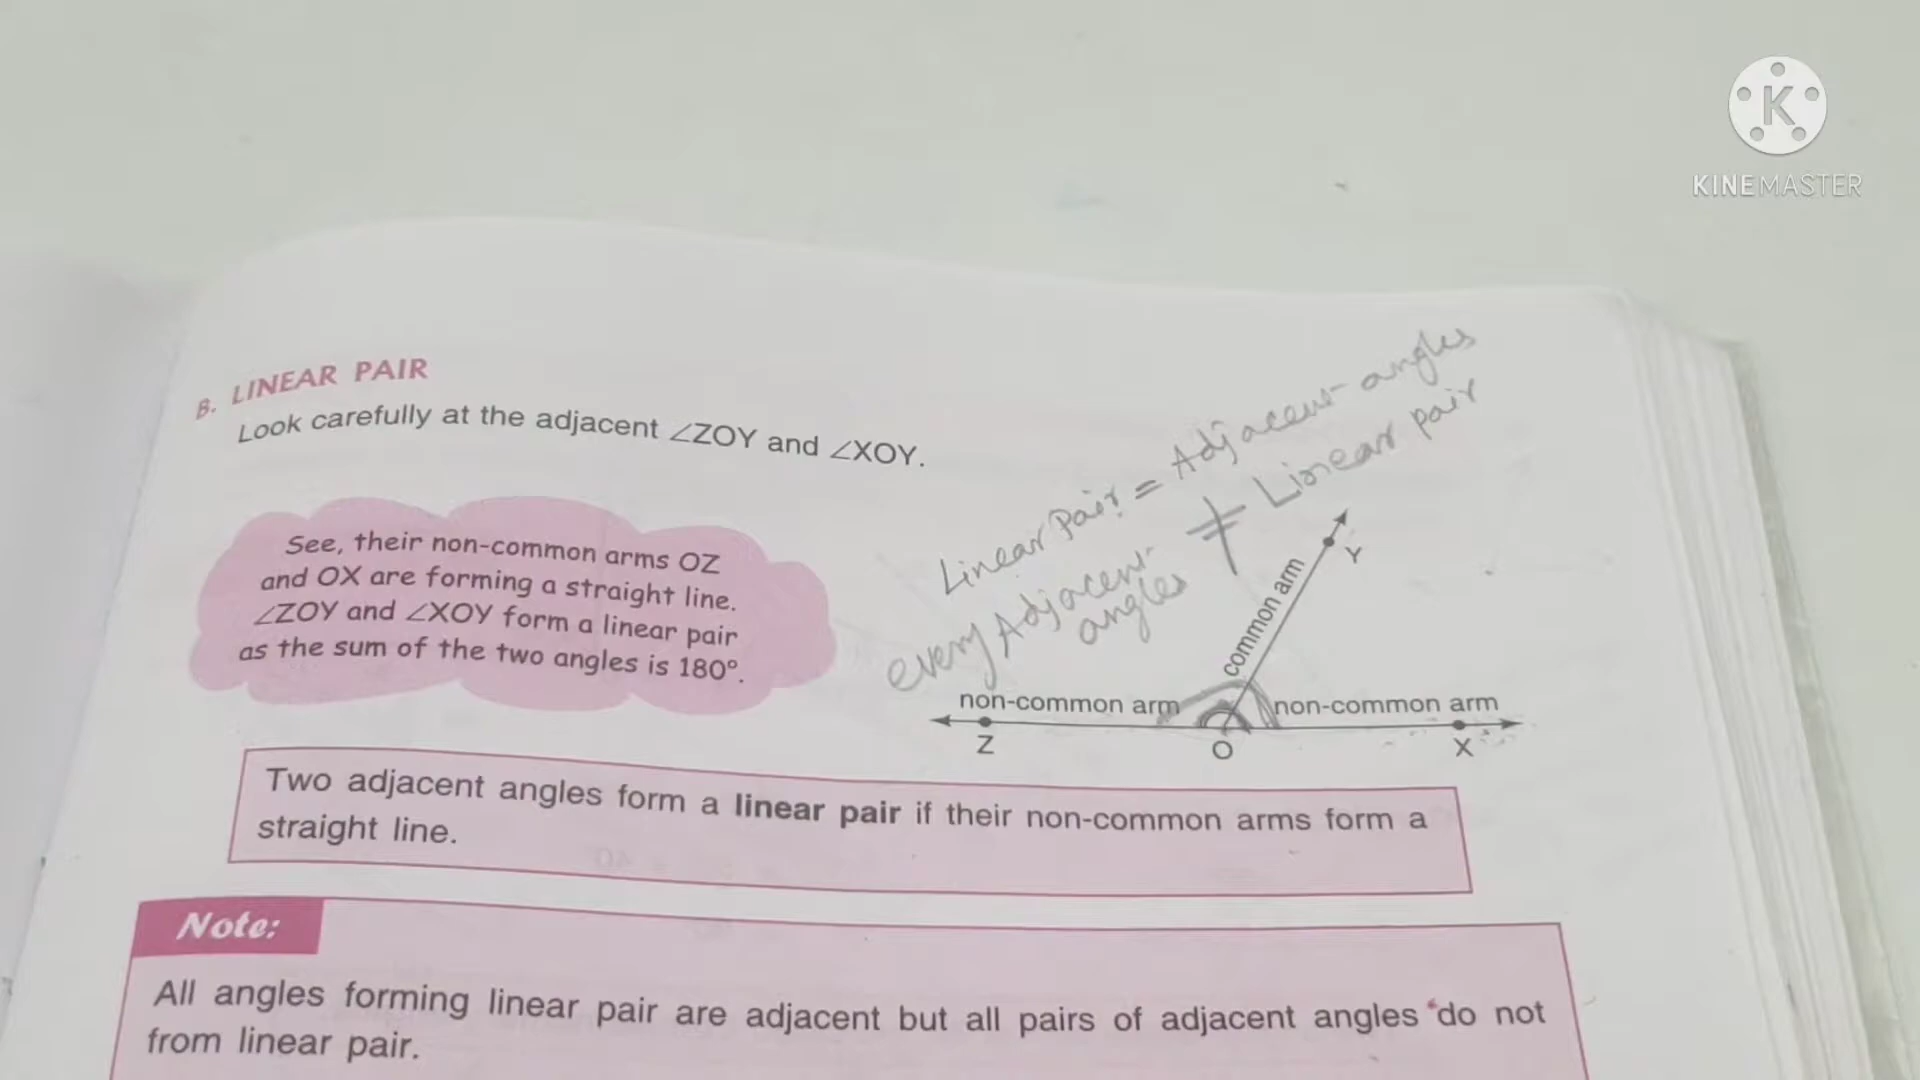 KINEMASTER
B. LINEAR PAIR
Look carefully at the adjacent ∠ZOY and ∠XOY.
See, their non-common arms OZ
and OX are forming a straight line.
∠ZOY and ∠XOY form a linear pair
as the sum of the two angles is 180°.
Linear Pair = Adjacent angles
every Adjacent angles ≠ Linear pair
Y
common arm
non-common arm
non-common arm
Z
O
X
Two adjacent angles form a linear pair if their non-common arms form a
straight line.
Note:
All angles forming linear pair are adjacent but all pairs of adjacent angles do not
from linear pair.